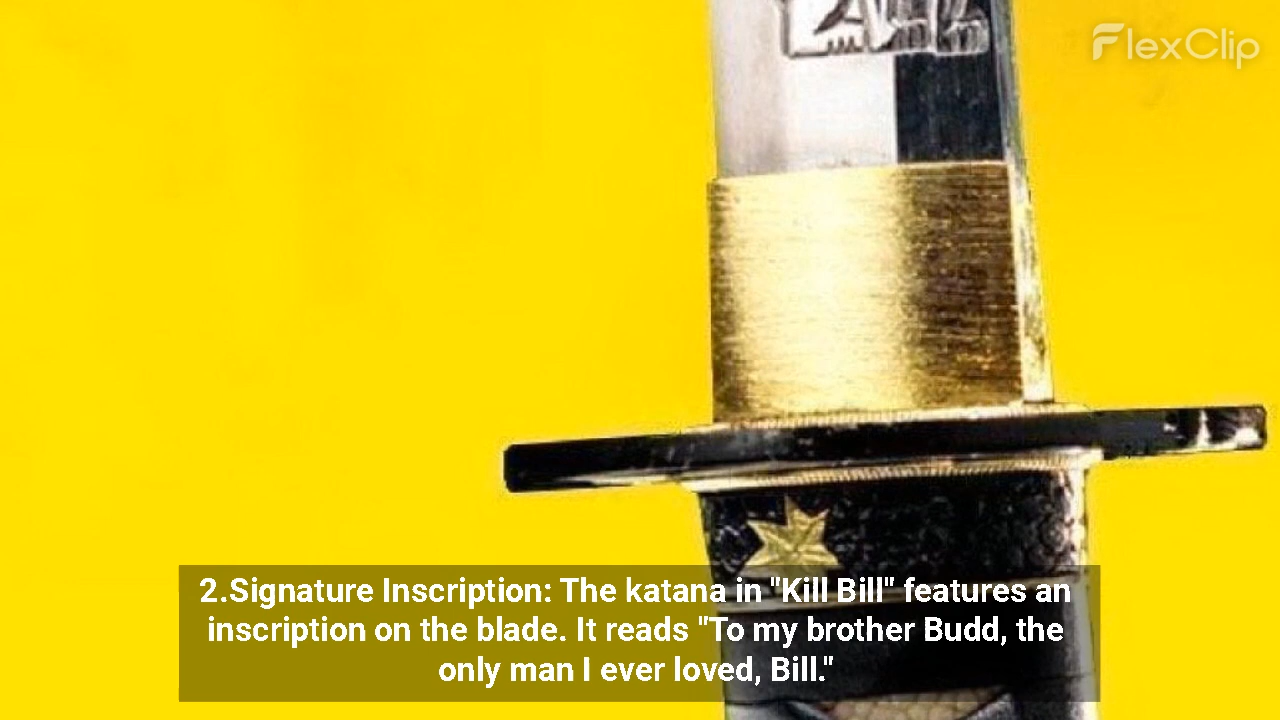 FlexClip
2.Signature Inscription: The katana in "Kill Bill" features an
inscription on the blade. It reads "To my brother Budd, the
only man I ever loved, Bill."